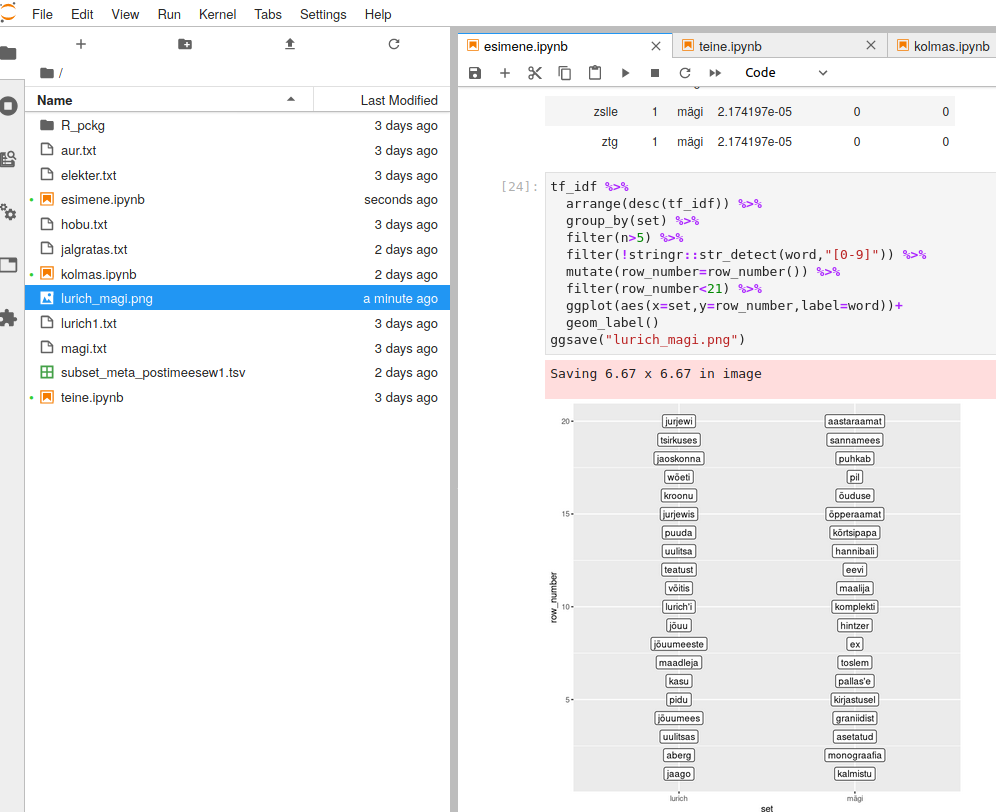 File Edit View Run Kernel Tabs Settings Help
/
Name Last Modified
R_pckg 3 days ago
aur.txt 3 days ago
elekter.txt 3 days ago
esimene.ipynb seconds ago
hobu.txt 3 days ago
jalgratas.txt 2 days ago
kolmas.ipynb 2 days ago
lurich_magi.png a minute ago
lurich1.txt 3 days ago
magi.txt 3 days ago
subset_meta_postimeesew1.tsv 2 days ago
teine.ipynb 3 days ago
esimene.ipynb teine.ipynb kolmas.ipynb
Code
zslle 1 mägi 2.174197e-05 0 0
ztg 1 mägi 2.174197e-05 0 0
[24]:
tf_idf %>%
arrange(desc(tf_idf)) %>%
group_by(set) %>%
filter(n>5) %>%
filter(!stringr::str_detect(word,"[0-9]")) %>%
mutate(row_number=row_number()) %>%
filter(row_number<21) %>%
ggplot(aes(x=set,y=row_number,label=word))+
geom_label()
ggsave("lurich_magi.png")
Saving 6.67 x 6.67 in image
20 jurjewi aastaraamat
tsirkuses sannamees
jaoskonna puhkab
wõeti pil
kroonu õuduse
15 jurjewis õpperaamat
puuda kõrtsipapa
uulitsa hannibali
teatust eevi
võitis maalija
10 lurich'i komplekti
jõuu hintzer
jõuumeeste ex
maadleja toslem
kasu pallas'e
5 pidu kirjastusel
jõuumees graniidist
uulitsas asetatud
aberg monograafia
jaago kalmistu
row_number
lurich mägi
set